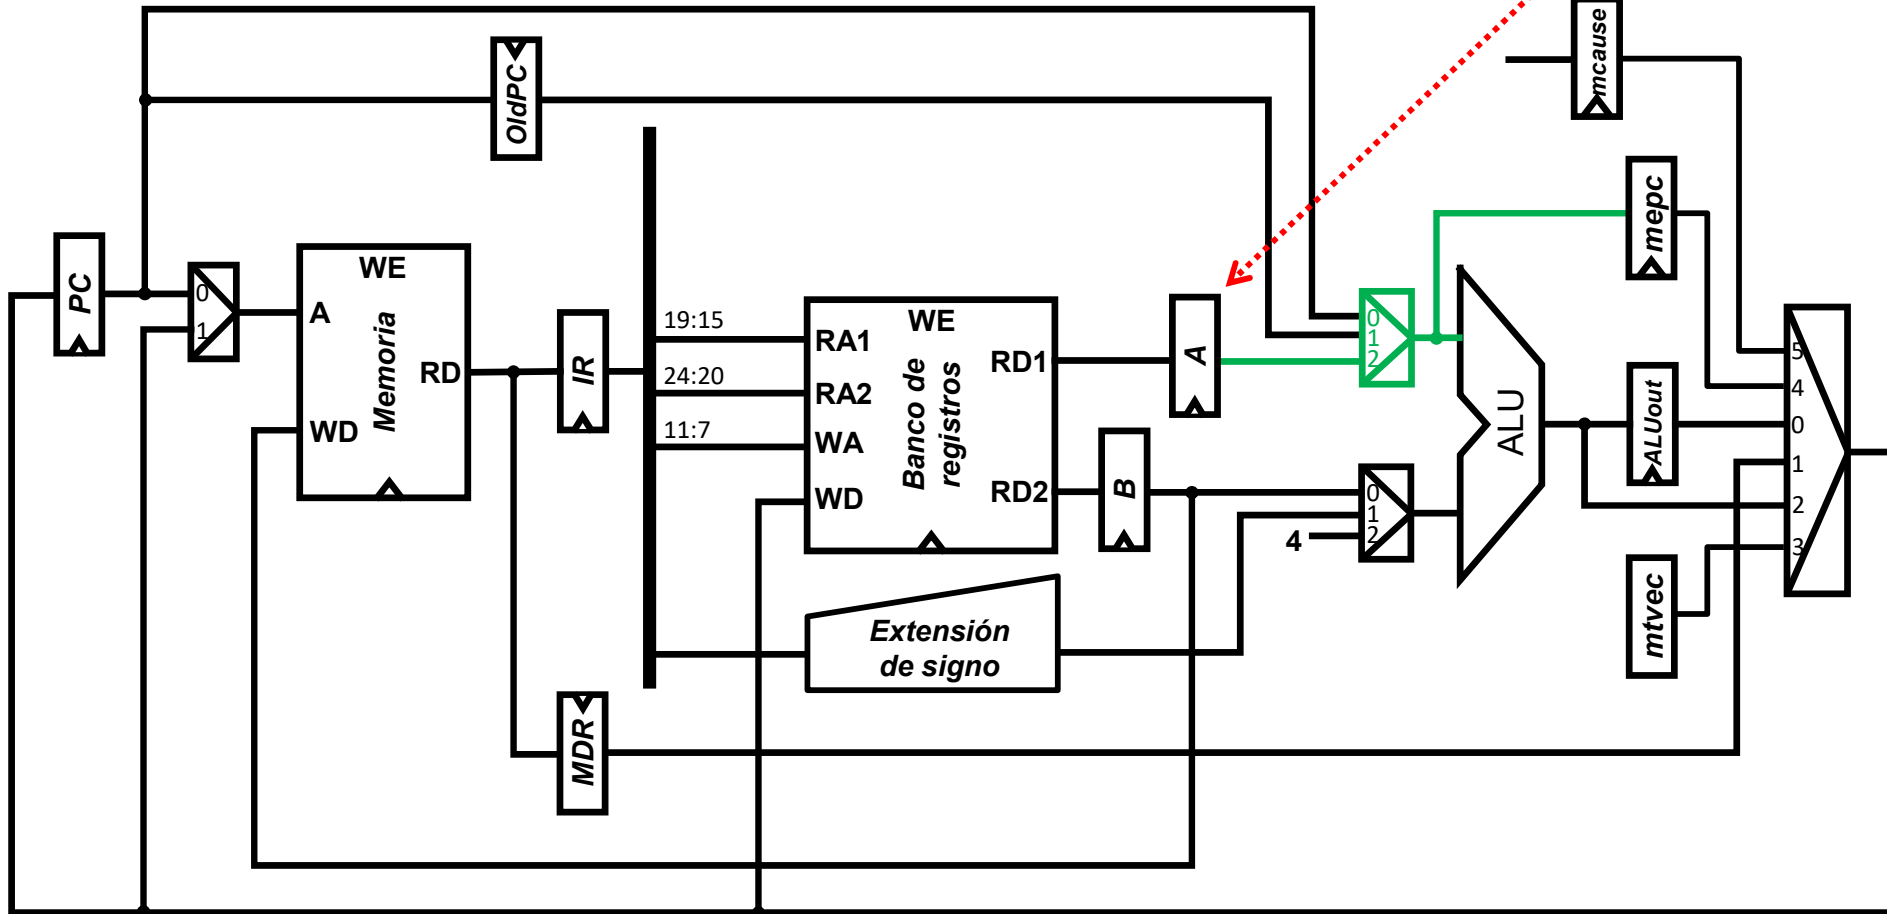 mcause
OldPC
mepc
PC
0
1
WE
A
Memoria
RD
WD
IR
19:15
24:20
11:7
WE
RA1
RA2
WA
WD
Banco de
registros
RD1
RD2
A
B
0
1
2
0
1
2
4
ALU
ALUout
mtvec
5
4
0
1
2
3
Extensión
de signo
MDR